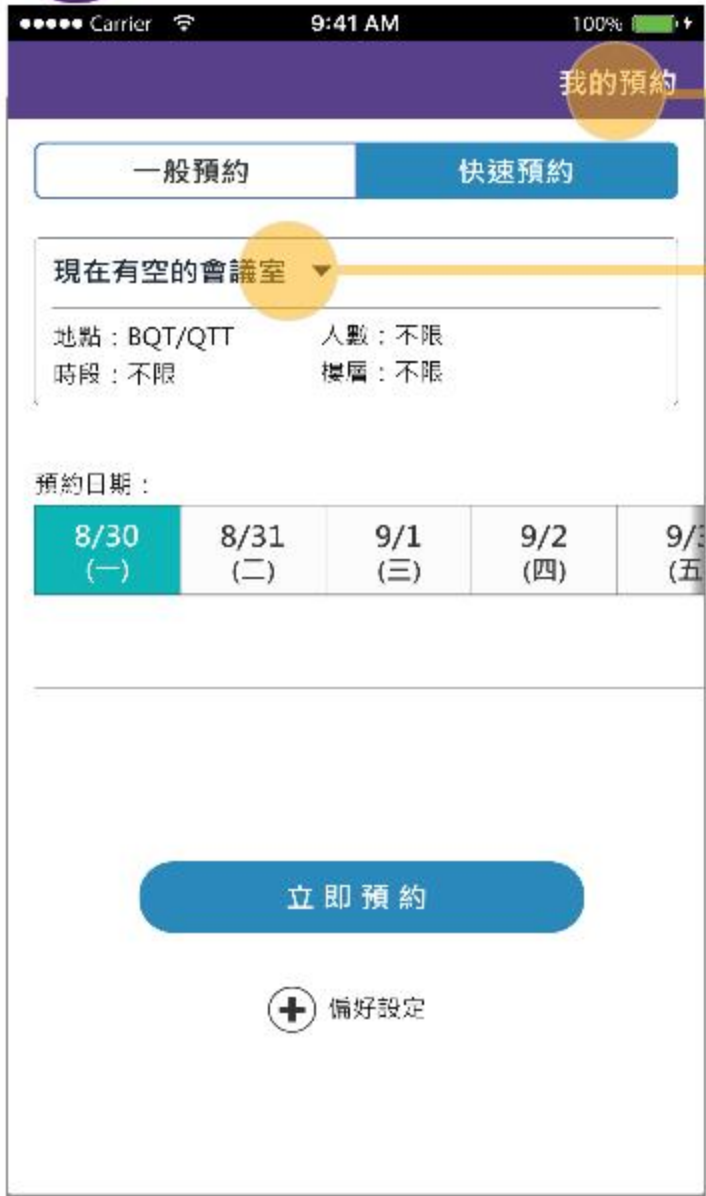 Carrier 9:41 AM 100%
我的預約
一般預約 快速預約
現在有空的會議室
地點：BQT/QTT 人數：不限
時段：不限 樓層：不限
預約日期：
8/30 8/31 9/1 9/2 9/3
(一) (二) (三) (四) (五
立即預約
偏好設定